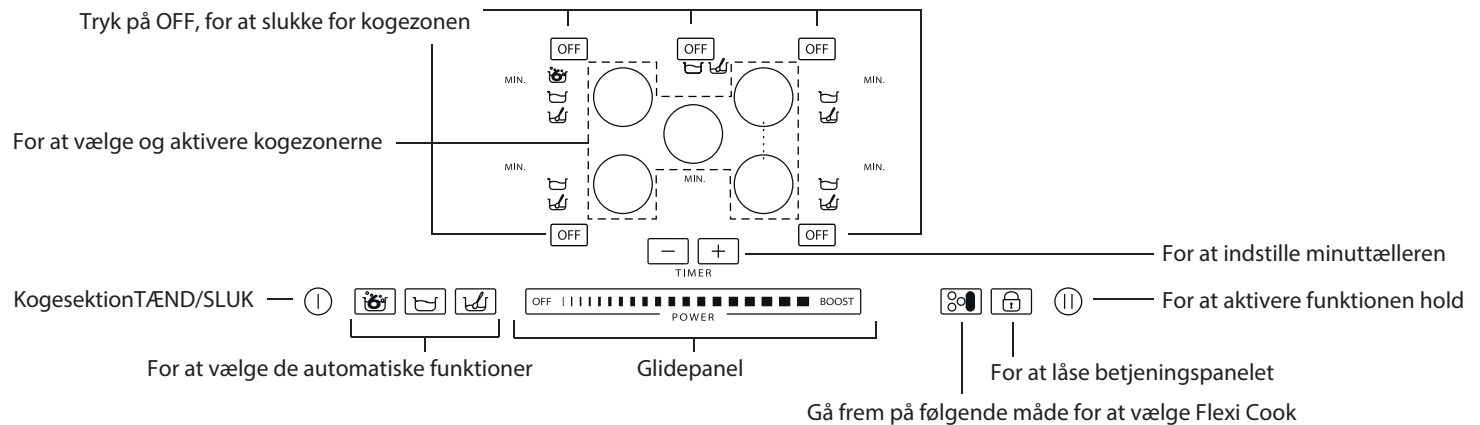 Tryk på OFF, for at slukke for kogezonen
OFF OFF OFF
MIN. MIN.
For at vælge og aktivere kogezonerne
MIN. MIN. MIN.
OFF OFF
− +
TIMER
For at indstille minuttælleren
KogesektionTÆND/SLUK
OFF BOOST
POWER
For at aktivere funktionen hold
For at vælge de automatiske funktioner
Glidepanel
For at låse betjeningspanelet
Gå frem på følgende måde for at vælge Flexi Cook